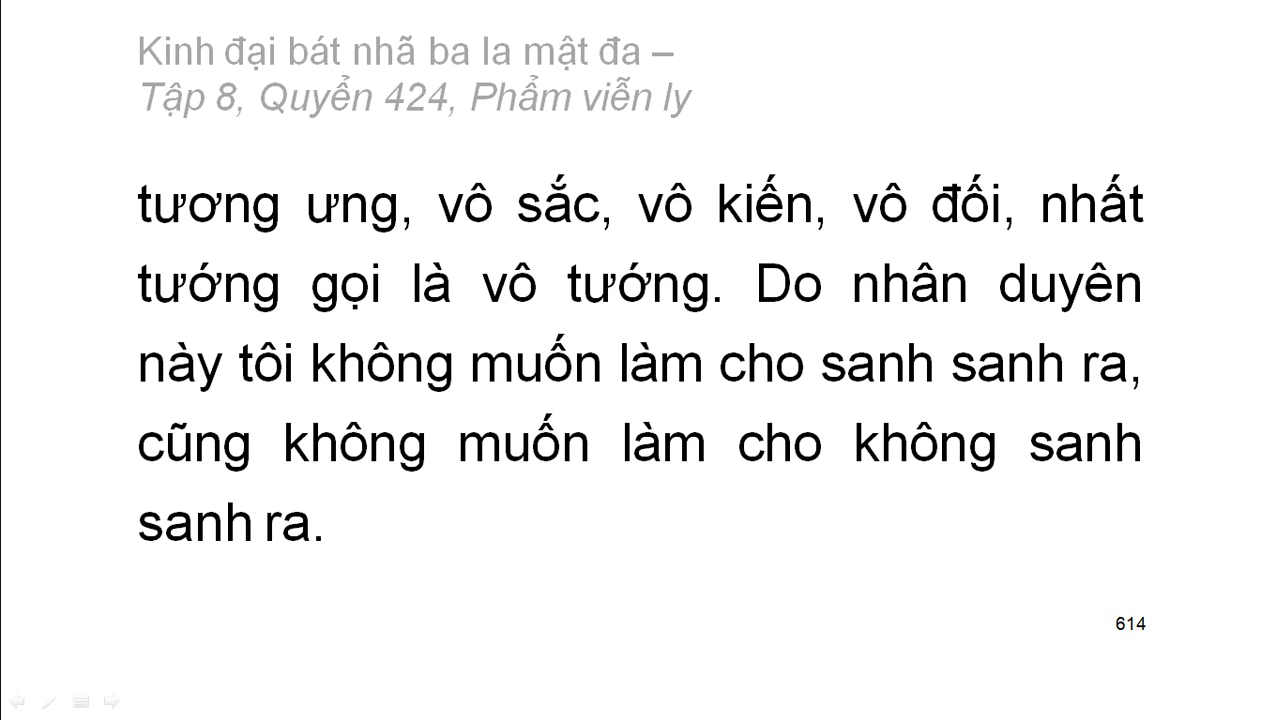 Kinh đại bát nhã ba la mật đa –
Tập 8, Quyển 424, Phẩm viễn ly
tương ưng, vô sắc, vô kiến, vô đối, nhất
tướng gọi là vô tướng. Do nhân duyên
này tôi không muốn làm cho sanh sanh ra,
cũng không muốn làm cho không sanh
sanh ra.
614